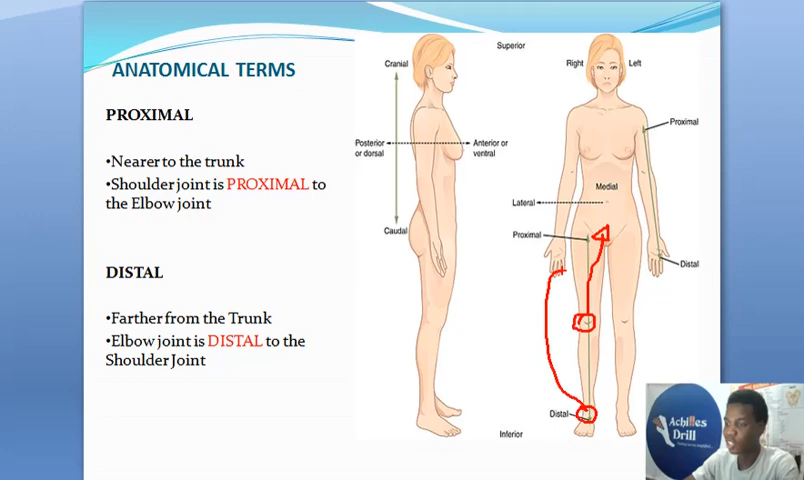 ANATOMICAL TERMS
PROXIMAL
•Nearer to the trunk
•Shoulder joint is PROXIMAL to
the Elbow joint
DISTAL
•Farther from the Trunk
•Elbow joint is DISTAL to the
Shoulder Joint
Superior
Cranial
Right
Left
Proximal
Posterior
or dorsal
Anterior or
ventral
Medial
Lateral
Caudal
Proximal
Distal
Distal
Inferior
Achilles
Drill